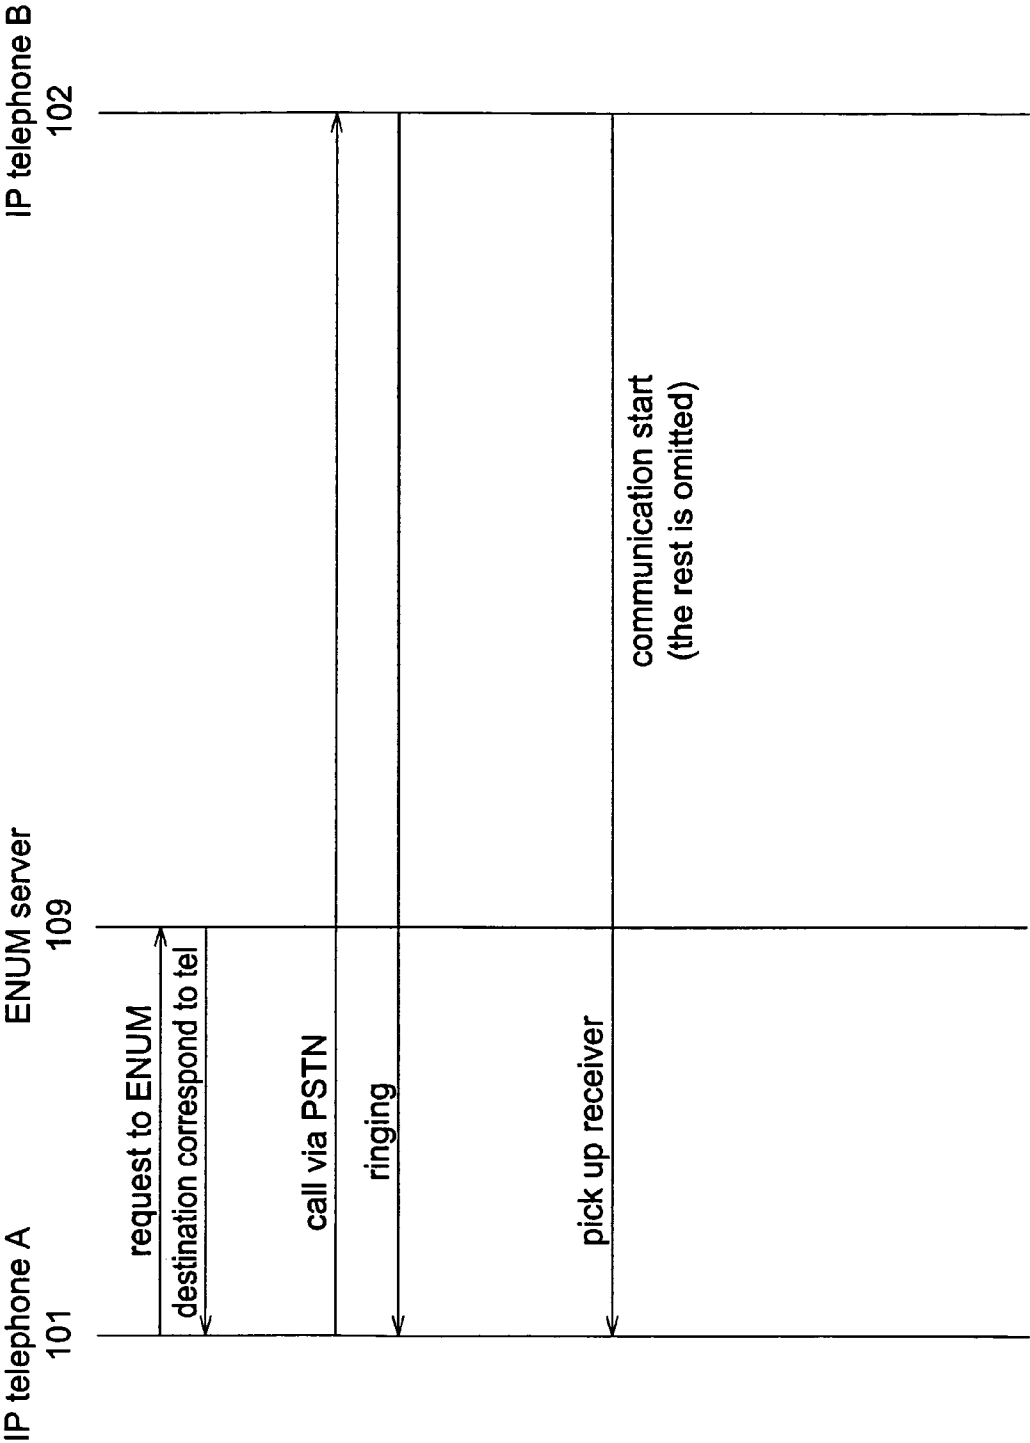 IP telephone A
101
ENUM server
109
IP telephone B
102
request to ENUM
destination correspond to tel
call via PSTN
ringing
pick up receiver
communication start
(the rest is omitted)